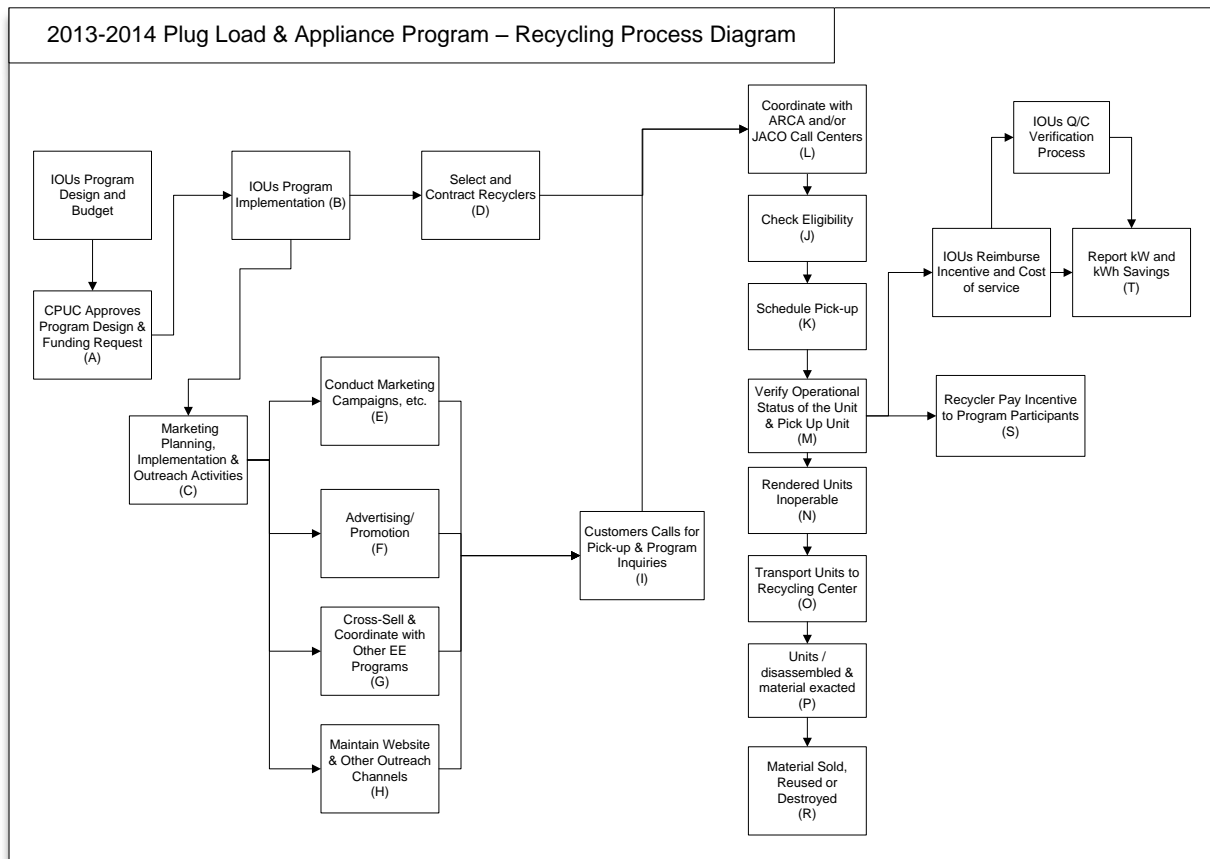 2013-2014 Plug Load & Appliance Program – Recycling Process Diagram
IOUs Program
Design and
Budget
CPUC Approves
Program Design &
Funding Request
(A)
IOUs Program
Implementation (B)
Select and
Contract Recyclers
(D)
Marketing
Planning,
Implementation &
Outreach Activities
(C)
Conduct Marketing
Campaigns, etc.
(E)
Advertising/
Promotion
(F)
Cross-Sell &
Coordinate with
Other EE
Programs
(G)
Maintain Website
& Other Outreach
Channels
(H)
Customers Calls for
Pick-up & Program
Inquiries
(I)
Coordinate with
ARCA and/or
JACO Call Centers
(L)
Check Eligibility
(J)
Schedule Pick-up
(K)
Verify Operational
Status of the Unit
& Pick Up Unit
(M)
Rendered Units
Inoperable
(N)
Transport Units to
Recycling Center
(O)
Units /
disassembled &
material exacted
(P)
Material Sold,
Reused or
Destroyed
(R)
IOUs Q/C
Verification
Process
IOUs Reimburse
Incentive and Cost
of service
Report kW and
kWh Savings
(T)
Recycler Pay Incentive
to Program Participants
(S)